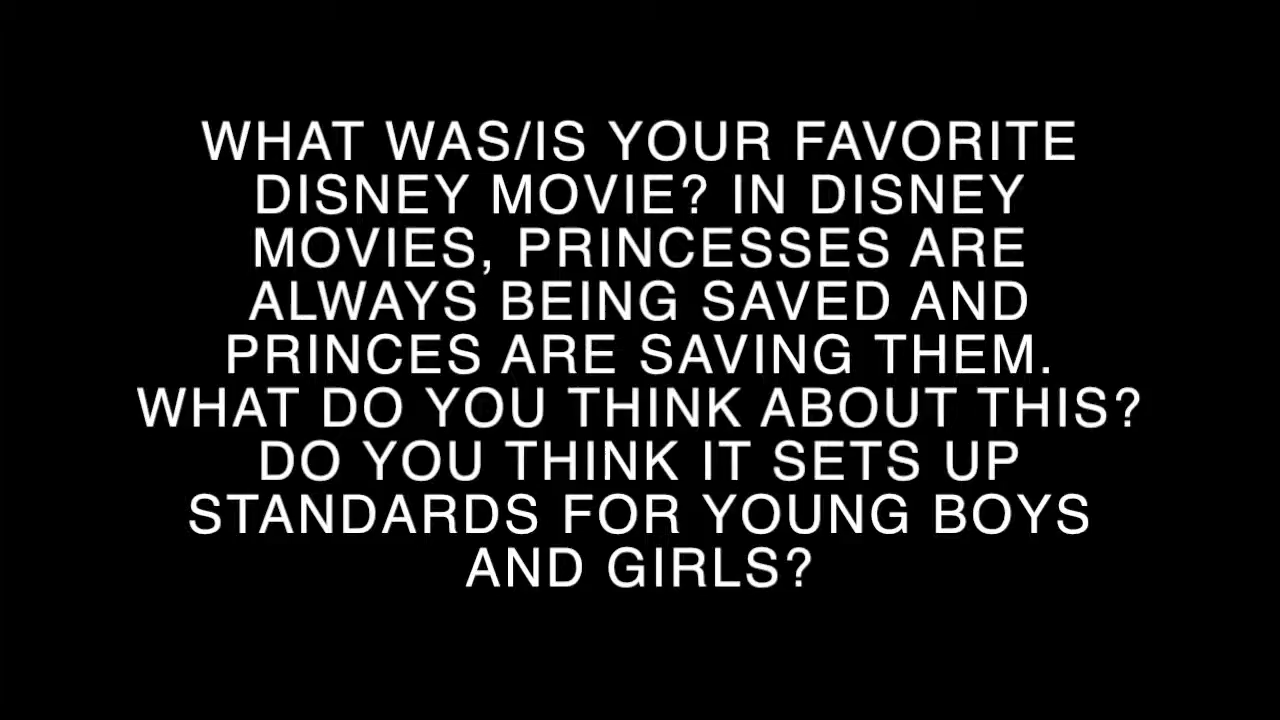 WHAT WAS/IS YOUR FAVORITE
DISNEY MOVIE? IN DISNEY
MOVIES, PRINCESSES ARE
ALWAYS BEING SAVED AND
PRINCES ARE SAVING THEM.
WHAT DO YOU THINK ABOUT THIS?
DO YOU THINK IT SETS UP
STANDARDS FOR YOUNG BOYS
AND GIRLS?